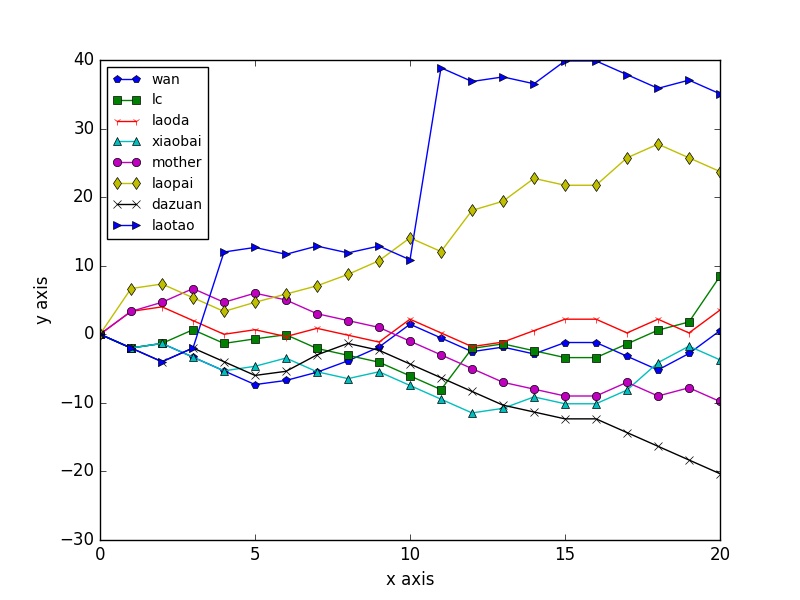 wan
lc
laoda
xiaobai
mother
laopai
dazuan
laotao
40
30
20
10
0
−10
−20
−30
y axis
0 5 10 15 20
x axis